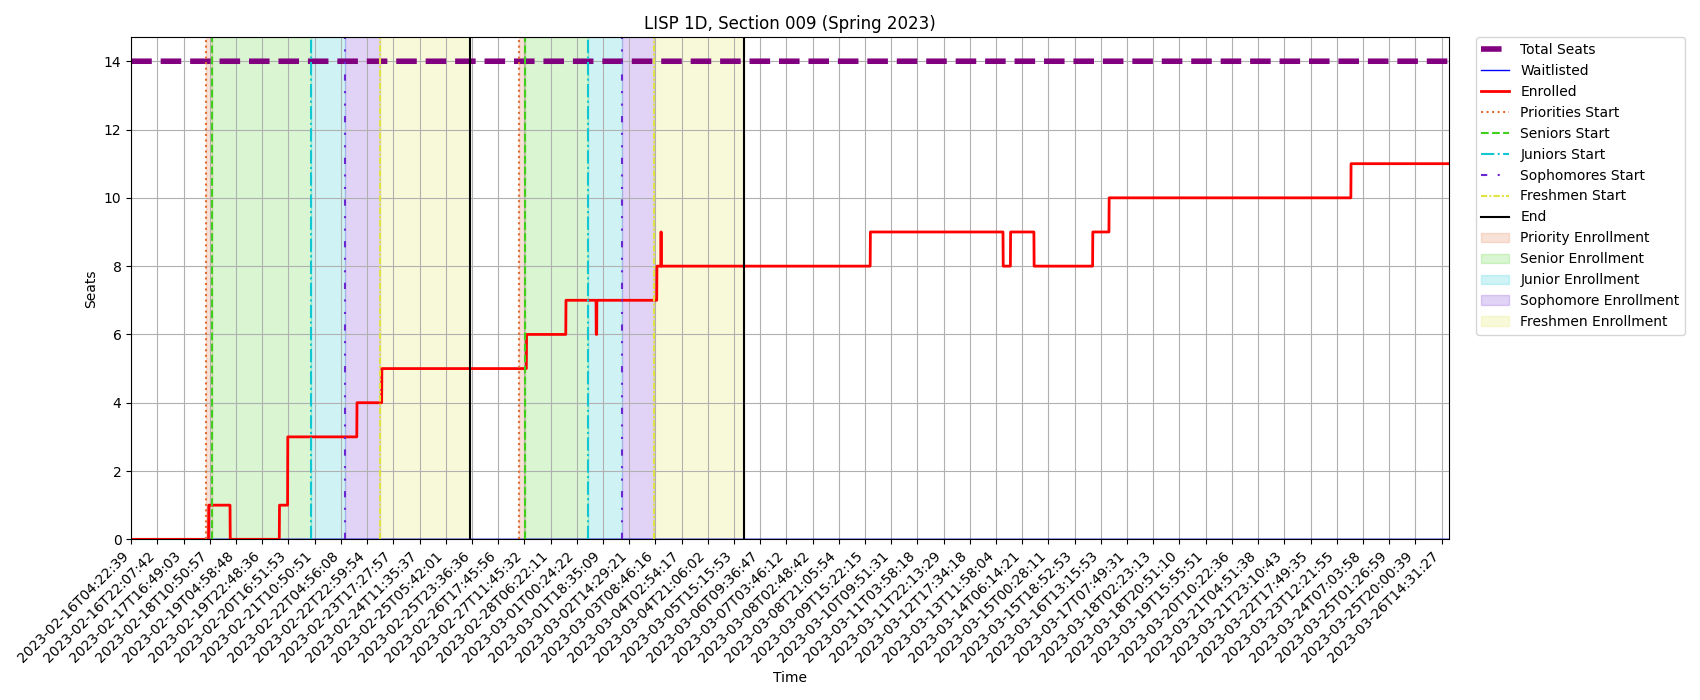 LISP 1D, Section 009 (Spring 2023)
Total Seats
Waitlisted
Enrolled
Priorities Start
Seniors Start
Juniors Start
Sophomores Start
Freshmen Start
End
Priority Enrollment
Senior Enrollment
Junior Enrollment
Sophomore Enrollment
Freshmen Enrollment
Seats
14
12
10
8
6
4
2
0
2023-02-16T04:22:39
2023-02-16T22:07:42
2023-02-17T16:49:03
2023-02-18T10:50:57
2023-02-19T04:58:48
2023-02-19T22:48:36
2023-02-20T16:51:53
2023-02-21T10:50:51
2023-02-22T04:56:08
2023-02-22T22:59:54
2023-02-23T17:27:57
2023-02-24T11:35:37
2023-02-25T05:42:01
2023-02-25T23:36:36
2023-02-26T17:45:56
2023-02-27T11:45:32
2023-02-28T06:22:11
2023-03-01T00:24:22
2023-03-01T18:35:09
2023-03-02T14:29:21
2023-03-03T08:46:16
2023-03-04T02:54:17
2023-03-04T21:06:02
2023-03-05T15:15:53
2023-03-06T09:36:47
2023-03-07T03:46:12
2023-03-08T02:48:42
2023-03-08T21:05:54
2023-03-09T15:22:15
2023-03-10T09:51:31
2023-03-11T03:58:18
2023-03-11T22:13:29
2023-03-12T17:34:18
2023-03-13T11:58:04
2023-03-14T06:14:21
2023-03-15T00:28:11
2023-03-15T18:52:53
2023-03-16T13:15:53
2023-03-17T07:49:31
2023-03-18T02:23:13
2023-03-18T20:51:10
2023-03-19T15:55:51
2023-03-20T10:22:36
2023-03-21T04:51:38
2023-03-21T23:10:43
2023-03-22T17:49:35
2023-03-23T12:21:55
2023-03-24T07:03:58
2023-03-25T01:26:59
2023-03-25T20:00:39
2023-03-26T14:31:27
Time